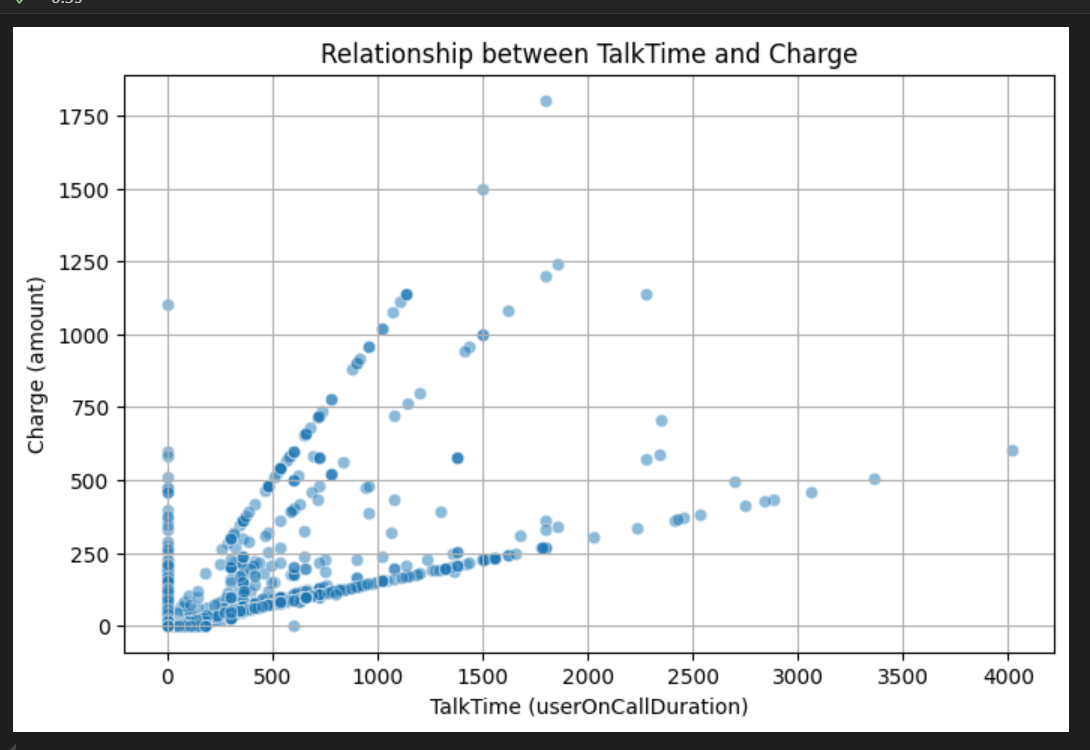 Relationship between TalkTime and Charge
Charge (amount)
1750
1500
1250
1000
750
500
250
0
0 500 1000 1500 2000 2500 3000 3500 4000
TalkTime (userOnCallDuration)